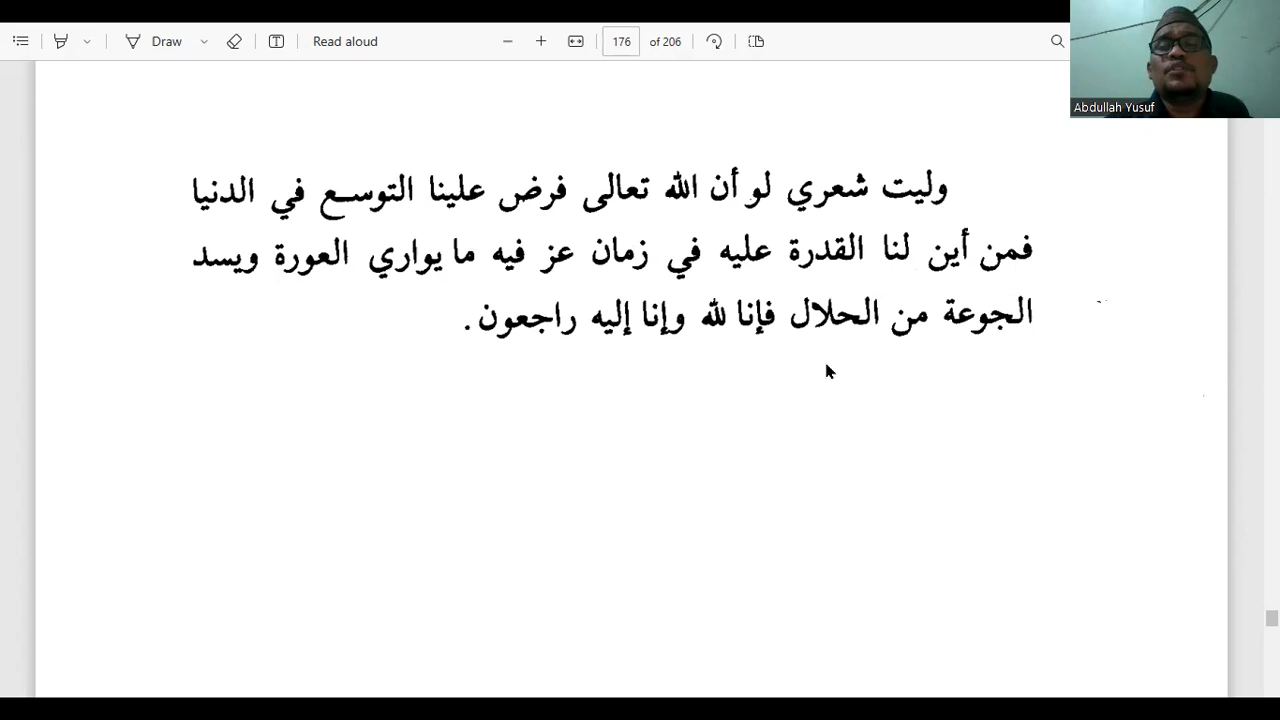 Draw
Read aloud
176 of 206
Abdullah Yusuf
وليت شعري لو أن الله تعالى فرض علينا التوسع في الدنيا
فمن أين لنا القدرة عليه في زمان عز فيه ما يواري العورة ويسد
الجوعة من الحلال فإنا لله وإنا إليه راجعون .